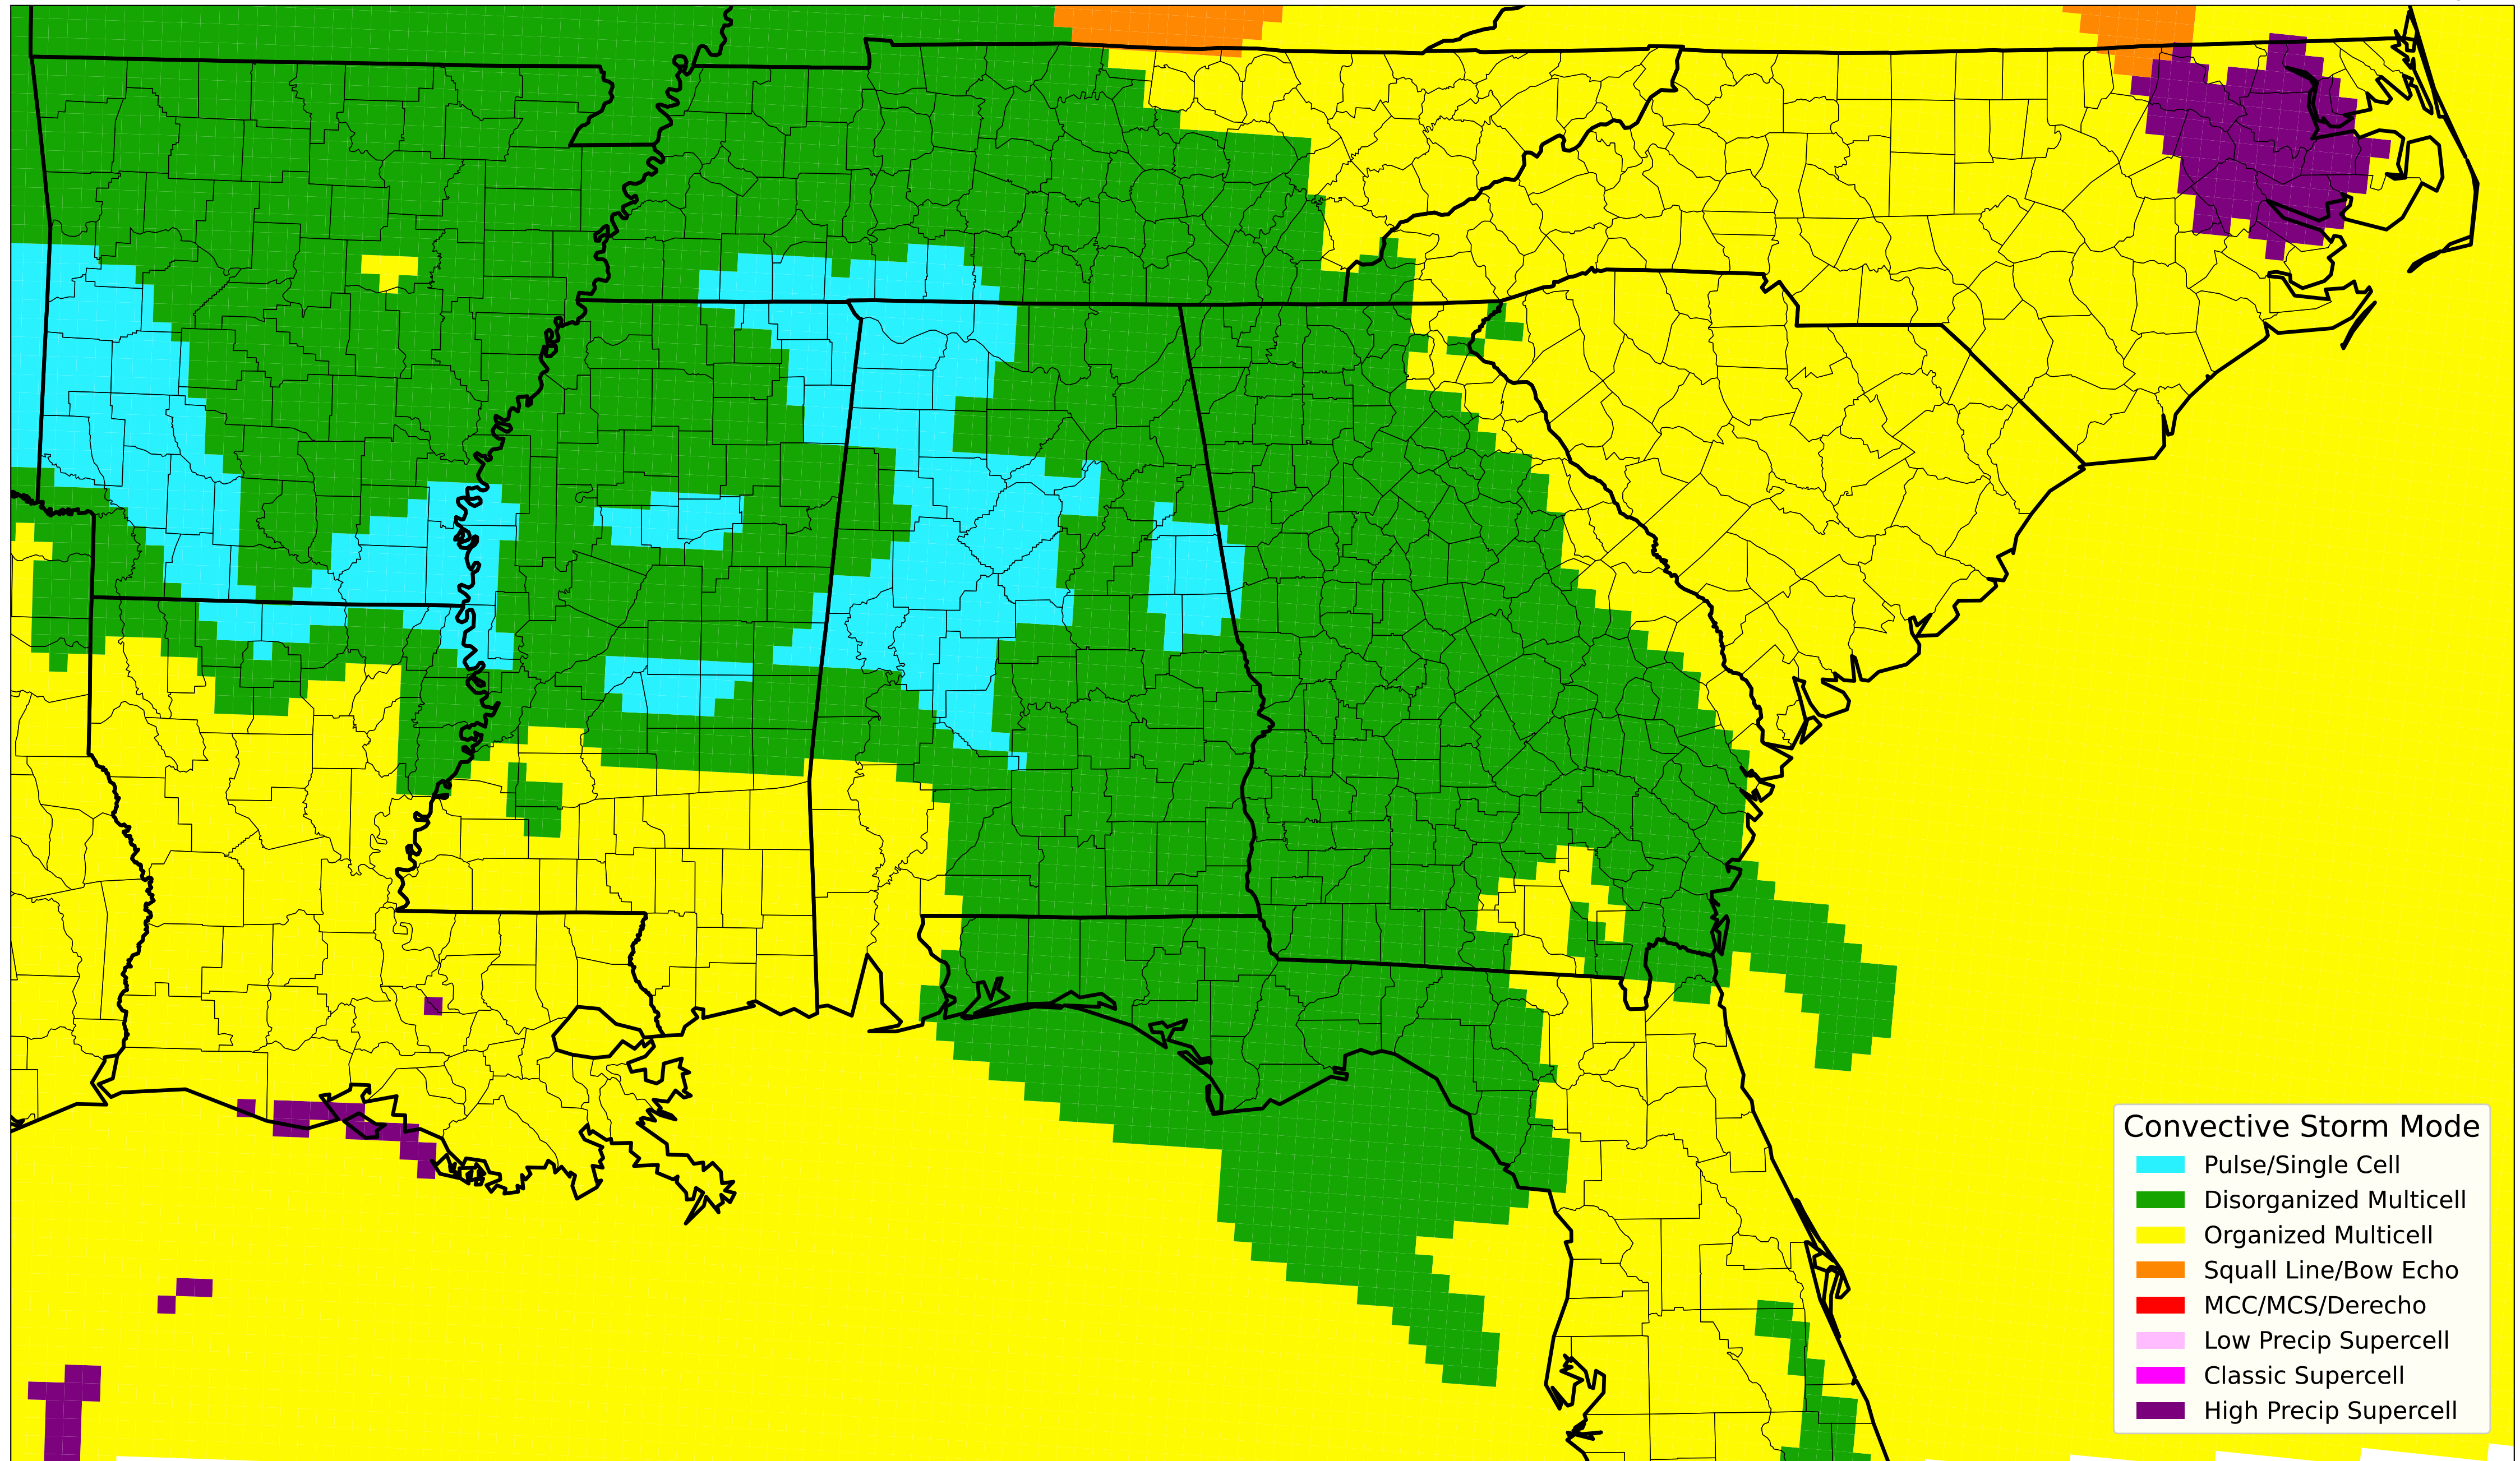 Convective Storm Mode
Pulse/Single Cell
Disorganized Multicell
Organized Multicell
Squall Line/Bow Echo
MCC/MCS/Derecho
Low Precip Supercell
Classic Supercell
High Precip Supercell